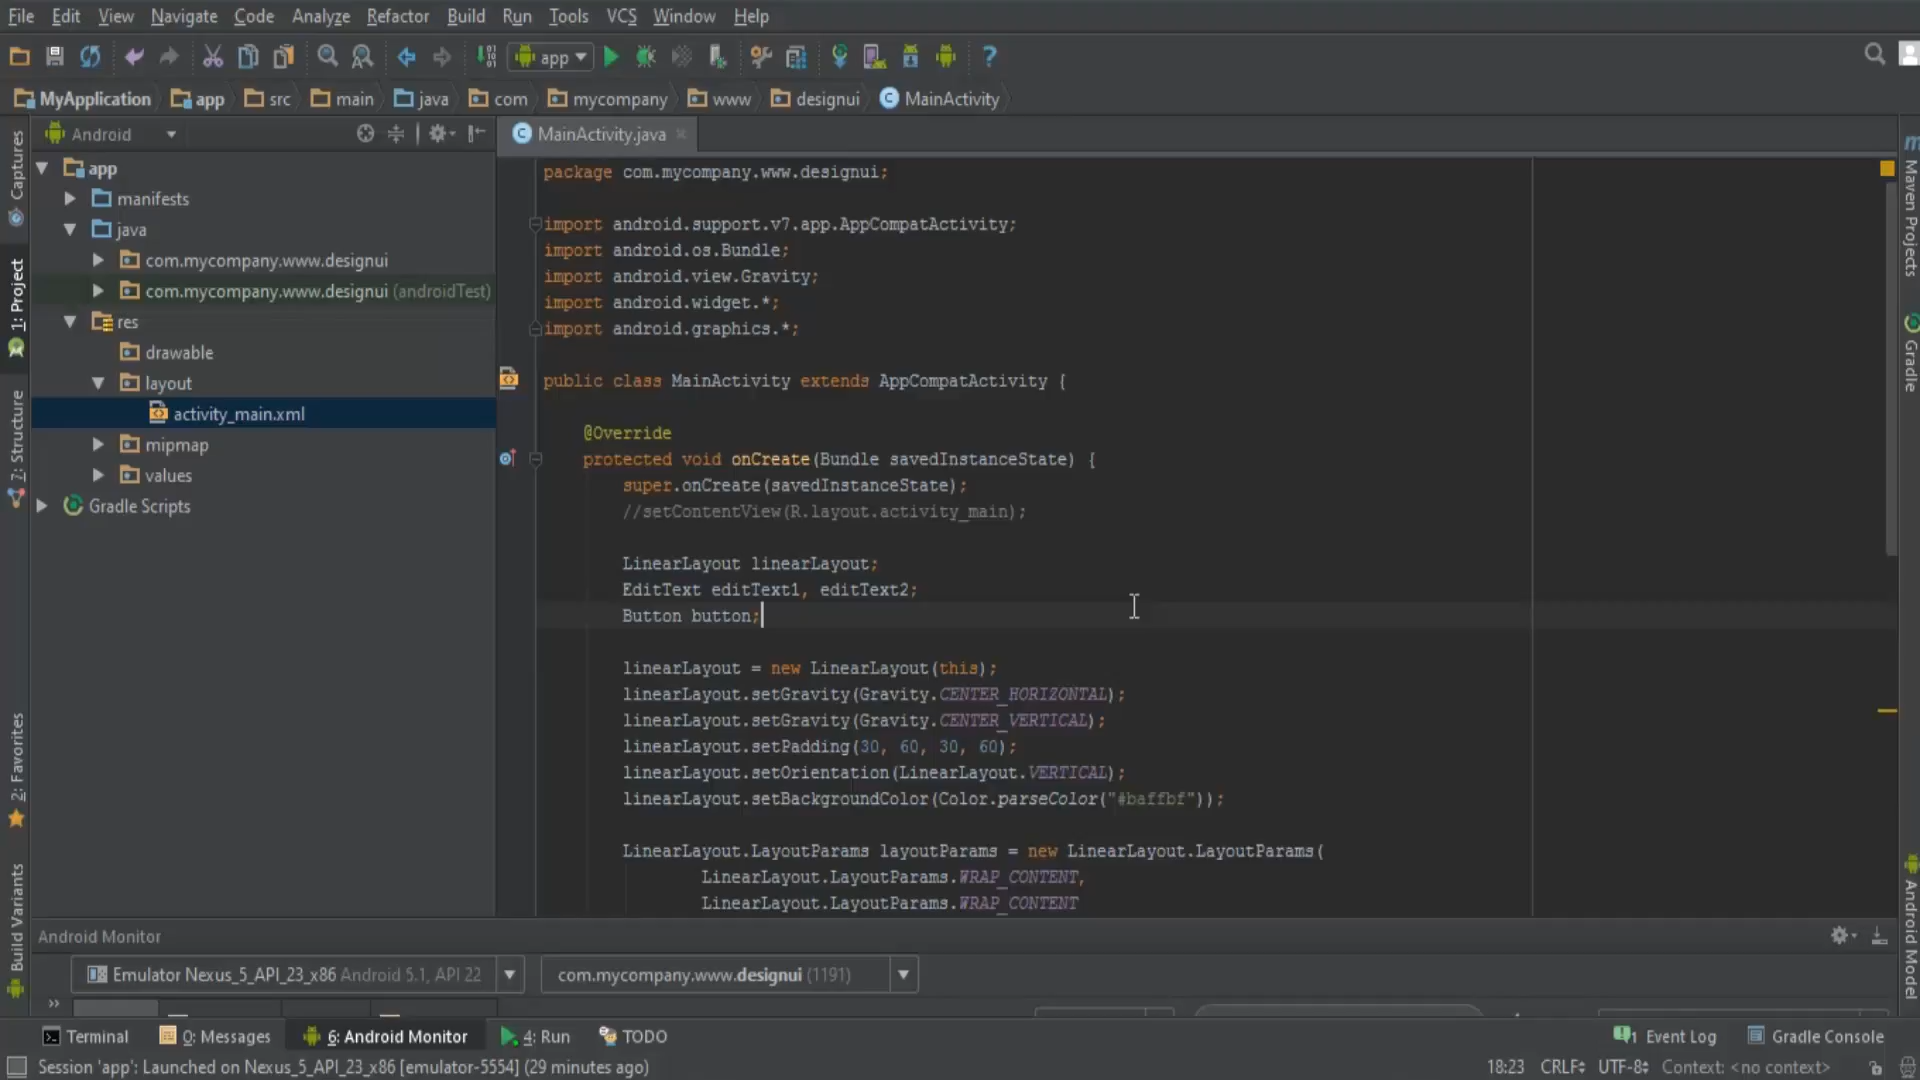 File Edit View Navigate Code Analyze Refactor Build Run Tools VCS Window Help
app
MyApplication app src main java com mycompany www designui MainActivity
Android
MainActivity.java
app
manifests
java
com.mycompany.www.designui
com.mycompany.www.designui (androidTest)
res
drawable
layout
activity_main.xml
mipmap
values
Gradle Scripts
Captures
1: Project
7: Structure
2: Favorites
Build Variants
package com.mycompany.www.designui;
import android.support.v7.app.AppCompatActivity;
import android.os.Bundle;
import android.view.Gravity;
import android.widget.*;
import android.graphics.*;
public class MainActivity extends AppCompatActivity {
@Override
protected void onCreate(Bundle savedInstanceState) {
super.onCreate(savedInstanceState);
//setContentView(R.layout.activity_main);
LinearLayout linearLayout;
EditText editText1, editText2;
Button button;
linearLayout = new LinearLayout(this);
linearLayout.setGravity(Gravity.CENTER_HORIZONTAL);
linearLayout.setGravity(Gravity.CENTER_VERTICAL);
linearLayout.setPadding(30, 60, 30, 60);
linearLayout.setOrientation(LinearLayout.VERTICAL);
linearLayout.setBackgroundColor(Color.parseColor("#baffbf"));
LinearLayout.LayoutParams layoutParams = new LinearLayout.LayoutParams(
LinearLayout.LayoutParams.WRAP_CONTENT,
LinearLayout.LayoutParams.WRAP_CONTENT
Maven Projects
Gradle
Android Model
Android Monitor
Emulator Nexus_5_API_23_x86 Android 5.1, API 22
com.mycompany.www.designui (1191)
Terminal 0: Messages 6: Android Monitor 4: Run TODO 1 Event Log Gradle Console
Session 'app': Launched on Nexus_5_API_23_x86 [emulator-5554] (29 minutes ago) 18:23 CRLF UTF-8 Context: <no context>